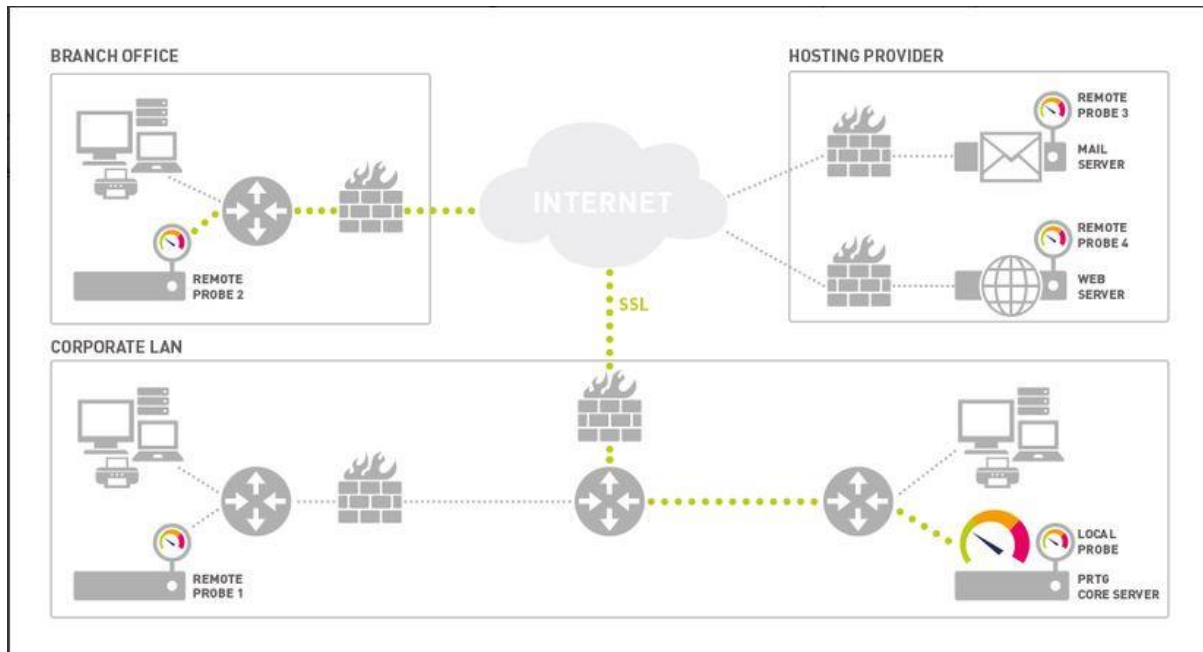 BRANCH OFFICE
REMOTE
PROBE 2
INTERNET
SSL
HOSTING PROVIDER
REMOTE
PROBE 3
MAIL
SERVER
REMOTE
PROBE 4
WEB
SERVER
CORPORATE LAN
REMOTE
PROBE 1
LOCAL
PROBE
PRTG
CORE SERVER